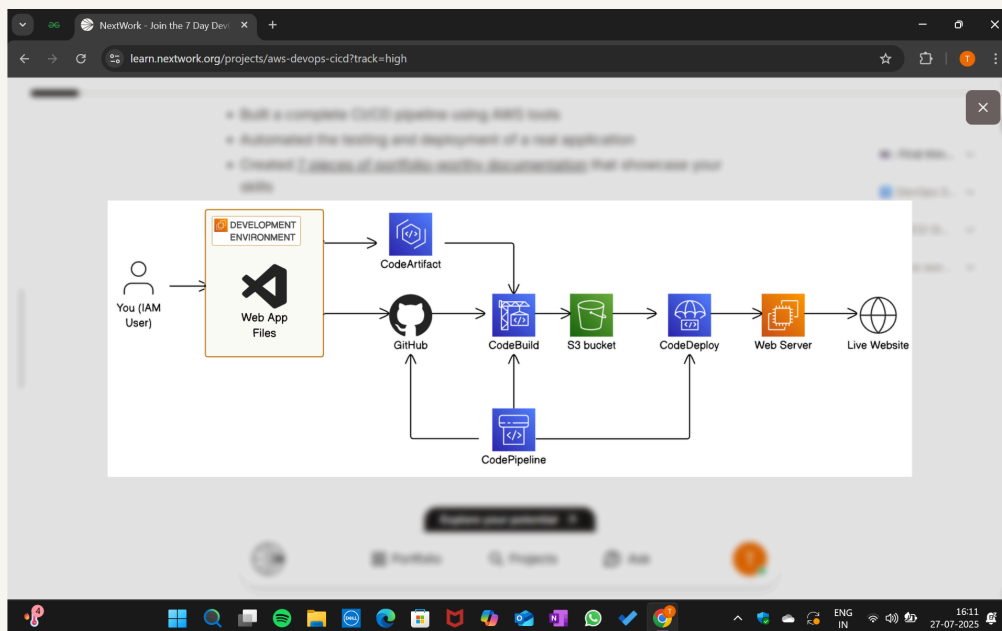 NextWork - Join the 7 Day Dev
learn.nextwork.org/projects/aws-devops-cicd?track=high
T
Built a complete CI/CD pipeline using AWS tools
Automated the testing and deployment of a real application
Created 7 pieces of portfolio-worthy documentation that showcase your
skills
DEVELOPMENT
ENVIRONMENT
Web App
Files
You (IAM
User)
CodeArtifact
GitHub
CodeBuild
S3 bucket
CodeDeploy
Web Server
Live Website
CodePipeline
Explore your potential
Portfolio
Projects
Ask
T
4
DELL
T
ENG
IN
16:11
27-07-2025